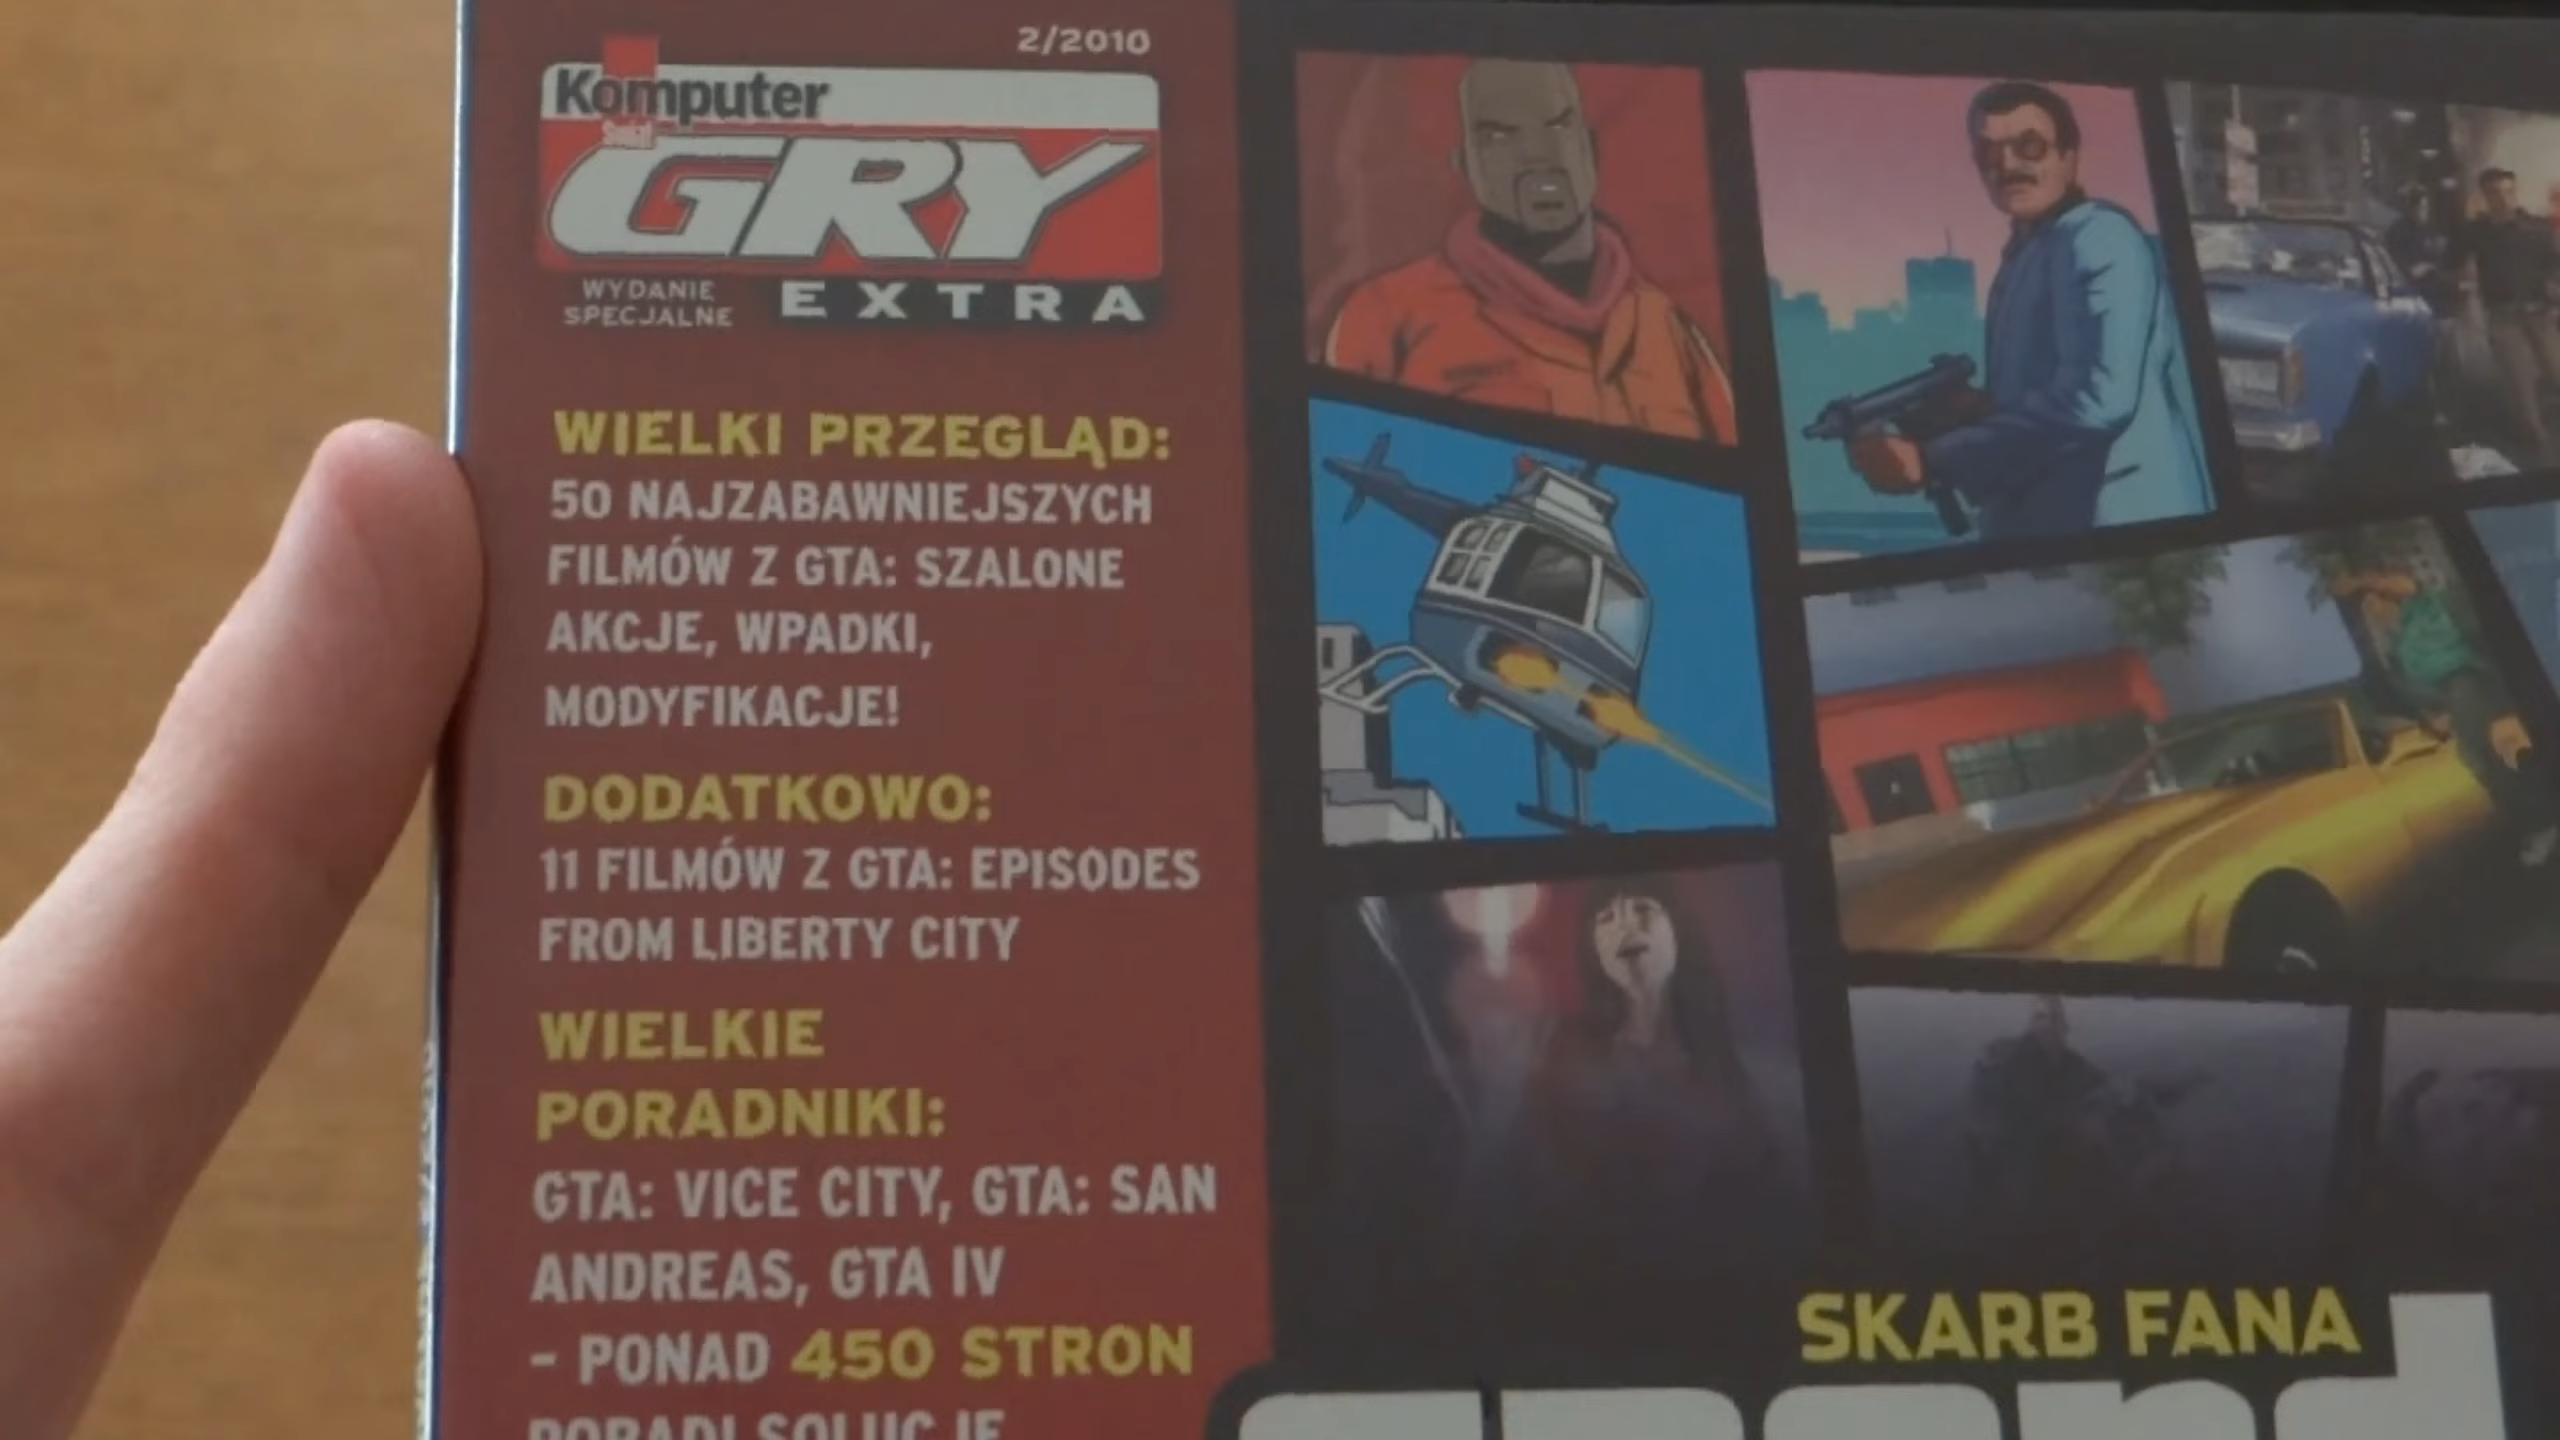 2/2010
Komputer
Świat
GRY
WYDANIE
SPECJALNE
EXTRA
WIELKI PRZEGLĄD:
50 NAJZABAWNIEJSZYCH
FILMÓW Z GTA: SZALONE
AKCJE, WPADKI,
MODYFIKACJE!
DODATKOWO:
11 FILMÓW Z GTA: EPISODES
FROM LIBERTY CITY
WIELKIE
PORADNIKI:
GTA: VICE CITY, GTA: SAN
ANDREAS, GTA IV
- PONAD 450 STRON
SKARB FANA